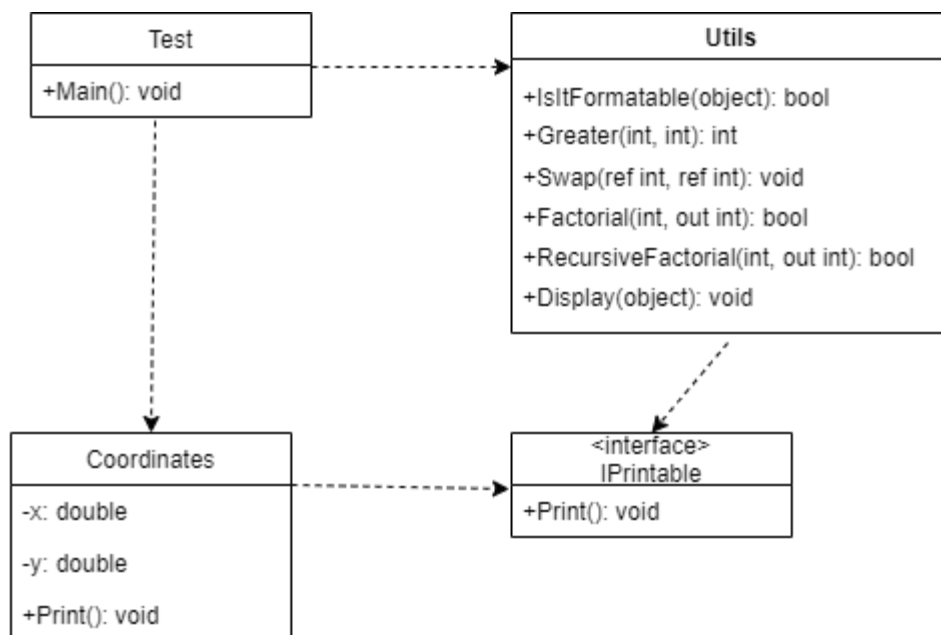 Test
+Main(): void
Utils
+IsItFormatable(object): bool
+Greater(int, int): int
+Swap(ref int, ref int): void
+Factorial(int, out int): bool
+RecursiveFactorial(int, out int): bool
+Display(object): void
Coordinates
-x: double
-y: double
+Print(): void
<interface>
IPrintable
+Print(): void